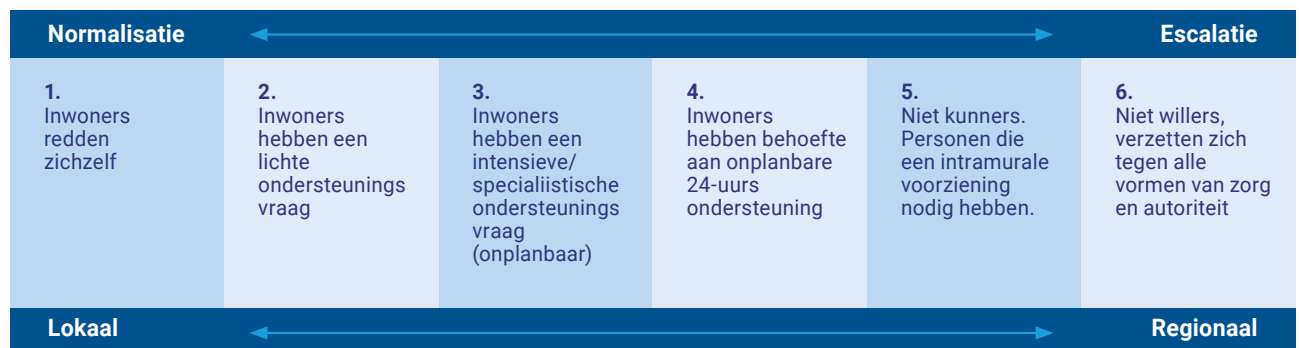 Normalisatie
Escalatie
1.
Inwoners
redden
zichzelf
2.
Inwoners
hebben een
lichte
ondersteunings
vraag
3.
Inwoners
hebben een
intensieve/
specialiistische
ondersteunings
vraag
(onplanbaar)
4.
Inwoners
hebben behoefte
aan onplanbare
24-uurs
ondersteuning
5.
Niet kunners.
Personen die
een intramurale
voorziening
nodig hebben.
6.
Niet willers,
verzetten zich
tegen alle
vormen van zorg
en autoriteit
Lokaal
Regionaal